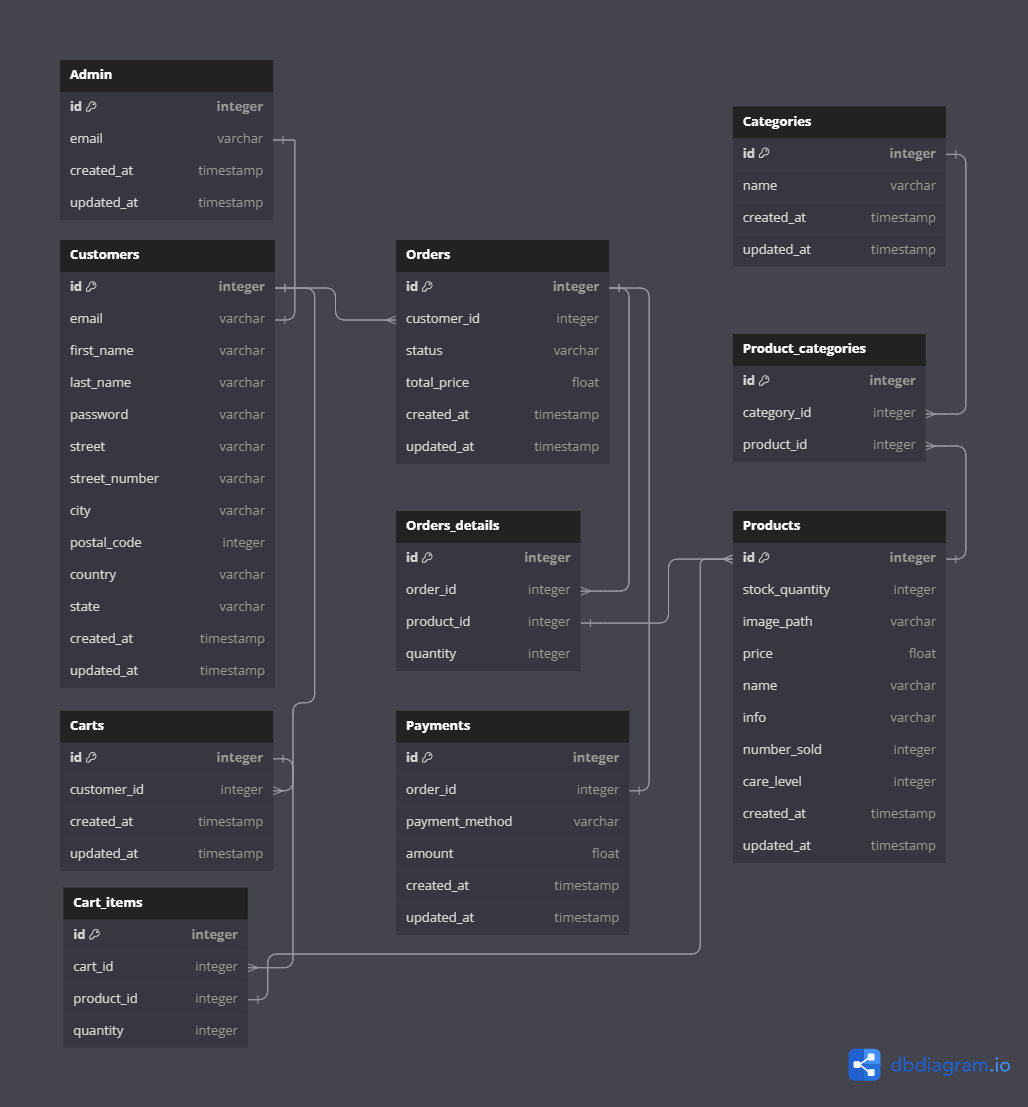 Admin
id integer
email varchar
created_at timestamp
updated_at timestamp
Customers
id integer
email varchar
first_name varchar
last_name varchar
password varchar
street varchar
street_number varchar
city varchar
postal_code integer
country varchar
state varchar
created_at timestamp
updated_at timestamp
Carts
id integer
customer_id integer
created_at timestamp
updated_at timestamp
Cart_items
id integer
cart_id integer
product_id integer
quantity integer
Orders
id integer
customer_id integer
status varchar
total_price float
created_at timestamp
updated_at timestamp
Orders_details
id integer
order_id integer
product_id integer
quantity integer
Payments
id integer
order_id integer
payment_method varchar
amount float
created_at timestamp
updated_at timestamp
Categories
id integer
name varchar
created_at timestamp
updated_at timestamp
Product_categories
id integer
category_id integer
product_id integer
Products
id integer
stock_quantity integer
image_path varchar
price float
name varchar
info varchar
number_sold integer
care_level integer
created_at timestamp
updated_at timestamp
dbdiagram.io